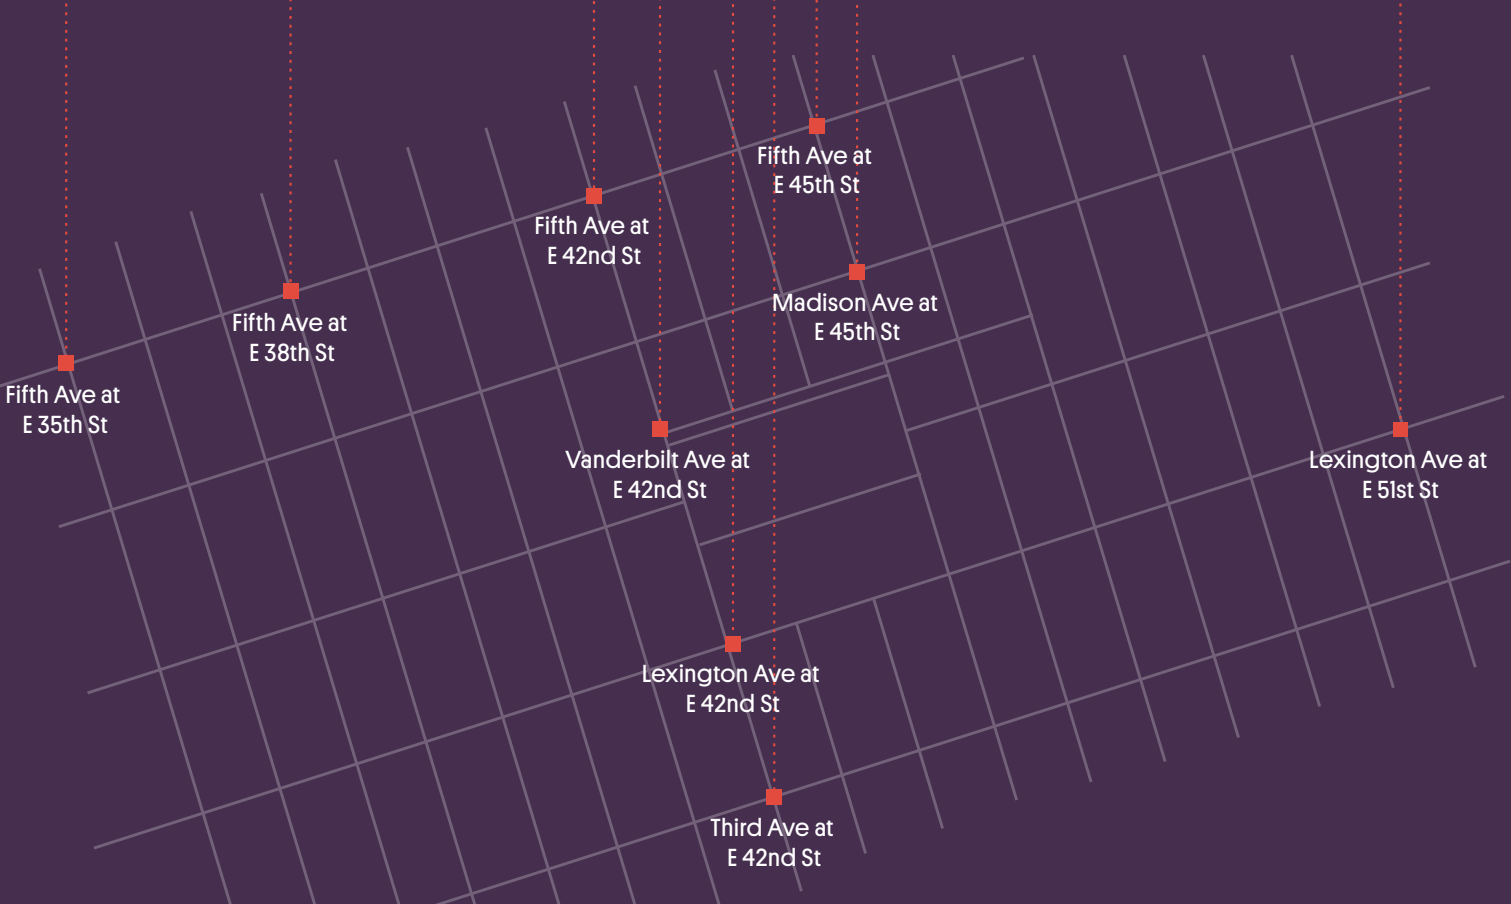 Fifth Ave at
E 45th St
Fifth Ave at
E 42nd St
Madison Ave at
E 45th St
Fifth Ave at
E 38th St
Fifth Ave at
E 35th St
Vanderbilt Ave at
E 42nd St
Lexington Ave at
E 51st St
Lexington Ave at
E 42nd St
Third Ave at
E 42nd St